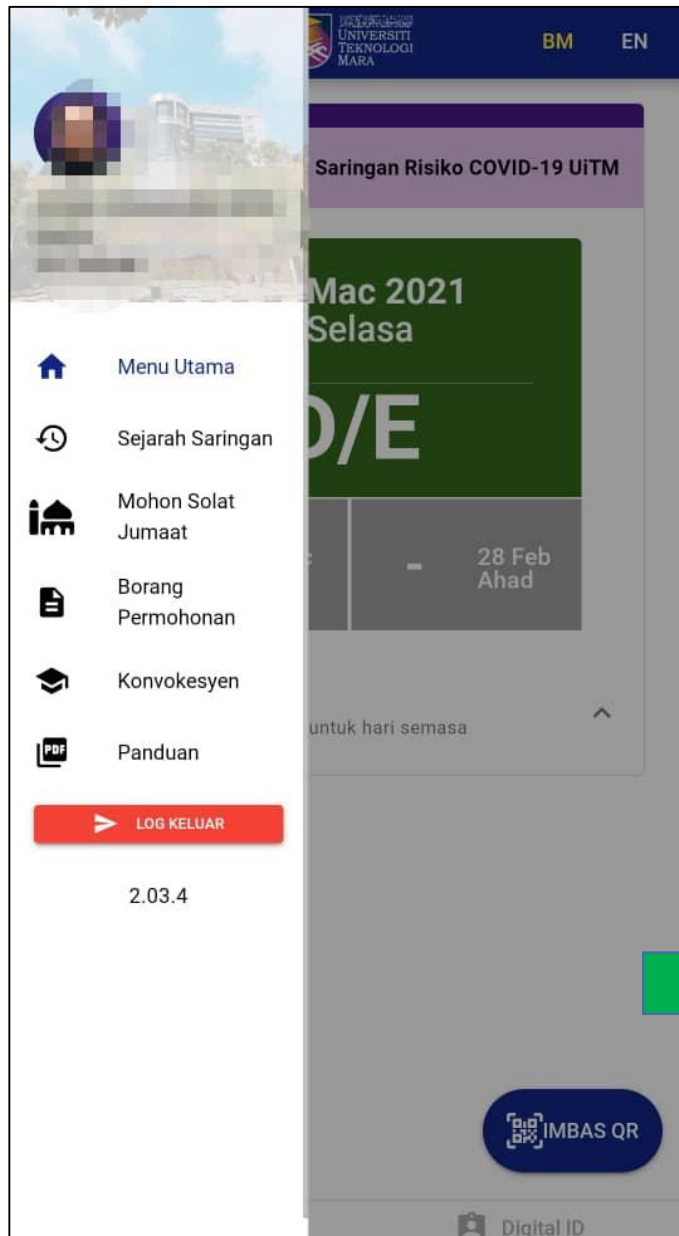 UNIVERSITI
TEKNOLOGI
MARA
BM EN
Saringan Risiko COVID-19 UiTM
Mac 2021
Selasa
/E
- 28 Feb
Ahad
untuk hari semasa
Menu Utama
Sejarah Saringan
Mohon Solat
Jumaat
Borang
Permohonan
Konvokesyen
PDF Panduan
LOG KELUAR
2.03.4
IMBAS QR
Digital ID